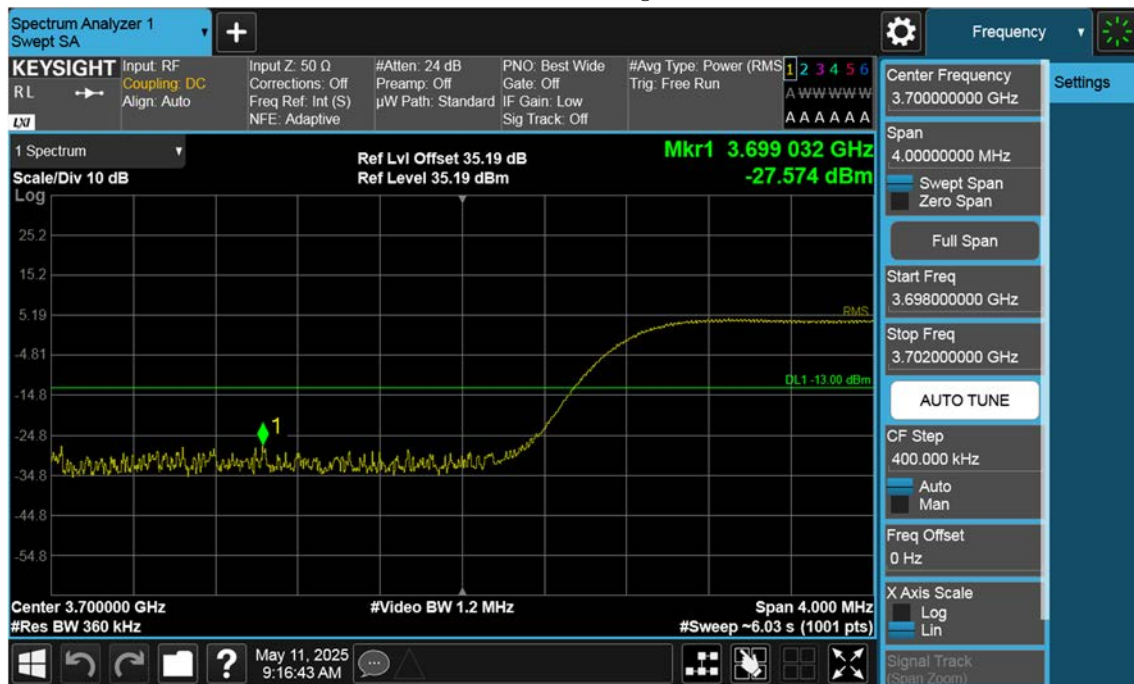 Spectrum Analyzer 1
Swept SA
+
Frequency
KEYSIGHT
RL
LXI
Input: RF
Coupling: DC
Align: Auto
Input Z: 50 Ω
Corrections: Off
Freq Ref: Int (S)
NFE: Adaptive
#Atten: 24 dB
Preamp: Off
µW Path: Standard
PNO: Best Wide
Gate: Off
IF Gain: Low
Sig Track: Off
#Avg Type: Power (RMS
Trig: Free Run
1 2 3 4 5 6
A W W W W W
A A A A A A
1 Spectrum
Scale/Div 10 dB
Ref Lvl Offset 35.19 dB
Ref Level 35.19 dBm
Mkr1 3.699 032 GHz
-27.574 dBm
Log
25.2
15.2
5.19
-4.81
-14.8
-24.8
-34.8
-44.8
-54.8
RMS
DL1 -13.00 dBm
1
Center 3.700000 GHz
#Res BW 360 kHz
#Video BW 1.2 MHz
Span 4.000 MHz
#Sweep ~6.03 s (1001 pts)
?
May 11, 2025
9:16:43 AM
Center Frequency
3.700000000 GHz
Span
4.00000000 MHz
Swept Span
Zero Span
Full Span
Start Freq
3.698000000 GHz
Stop Freq
3.702000000 GHz
AUTO TUNE
CF Step
400.000 kHz
Auto
Man
Freq Offset
0 Hz
X Axis Scale
Log
Lin
Signal Track
(Span Zoom)
Settings